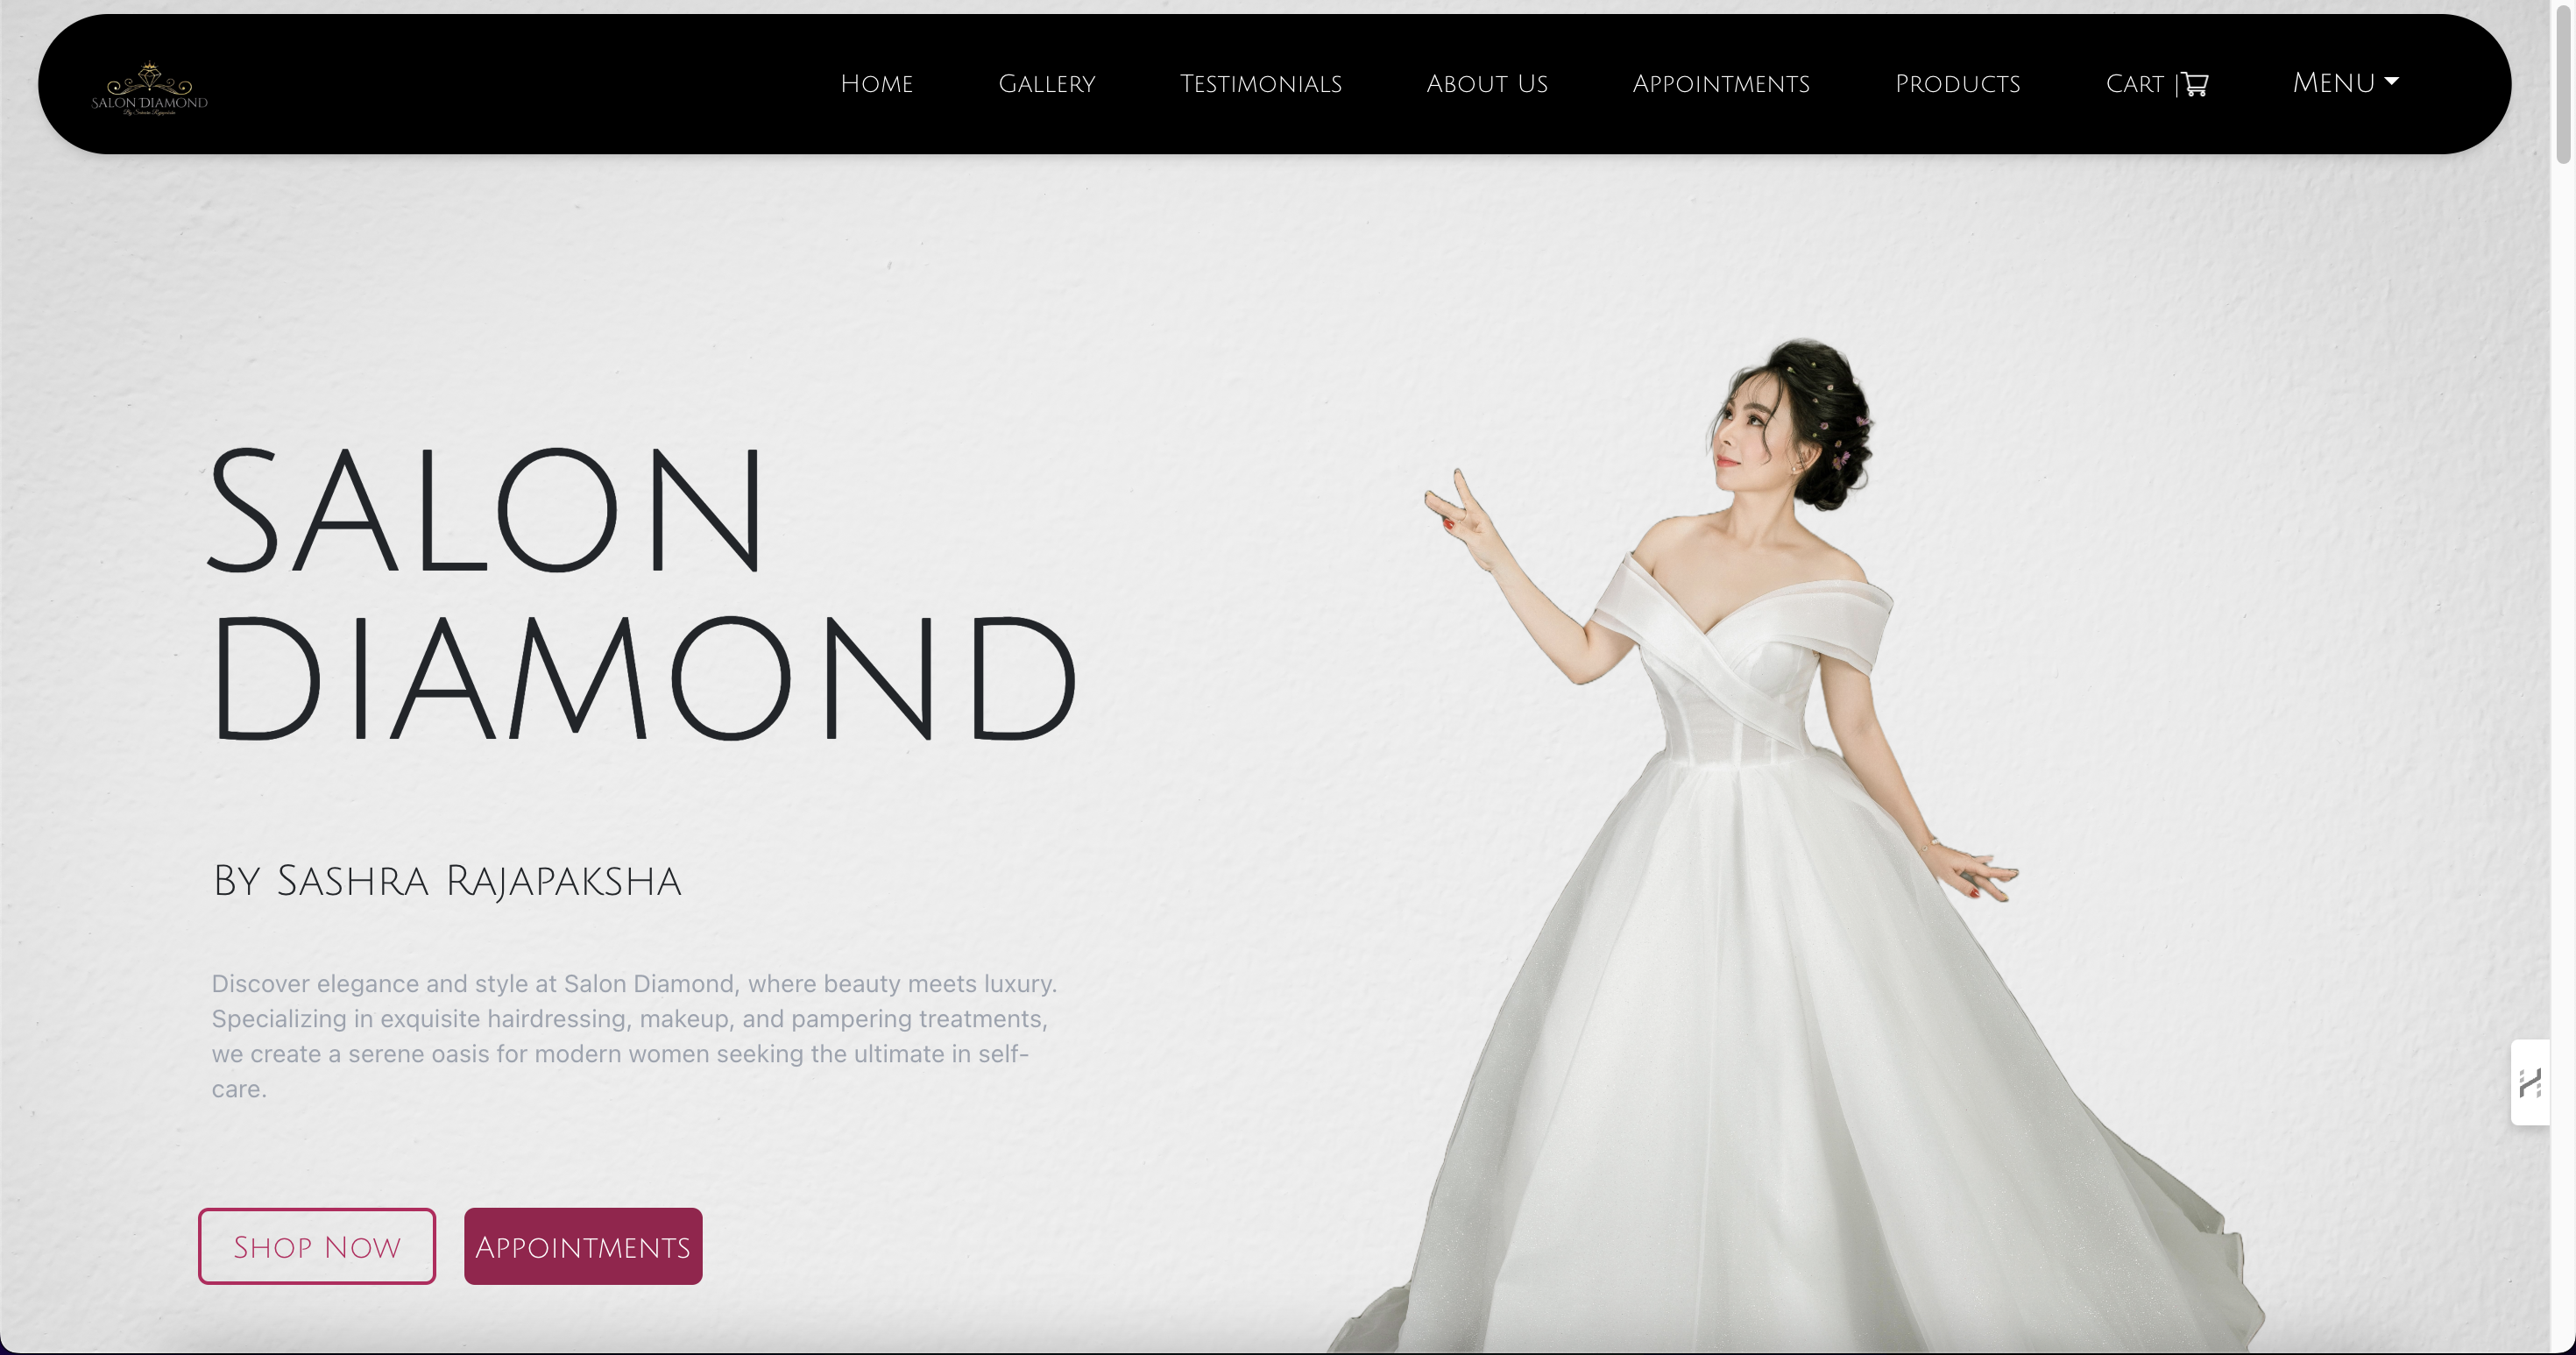 SALON DIAMOND
Home
Gallery
Testimonials
About Us
Appointments
Products
Cart |
Menu
SALON
DIAMOND
By Sashra Rajapaksha
Discover elegance and style at Salon Diamond, where beauty meets luxury.
Specializing in exquisite hairdressing, makeup, and pampering treatments,
we create a serene oasis for modern women seeking the ultimate in self-
care.
Shop Now
Appointments